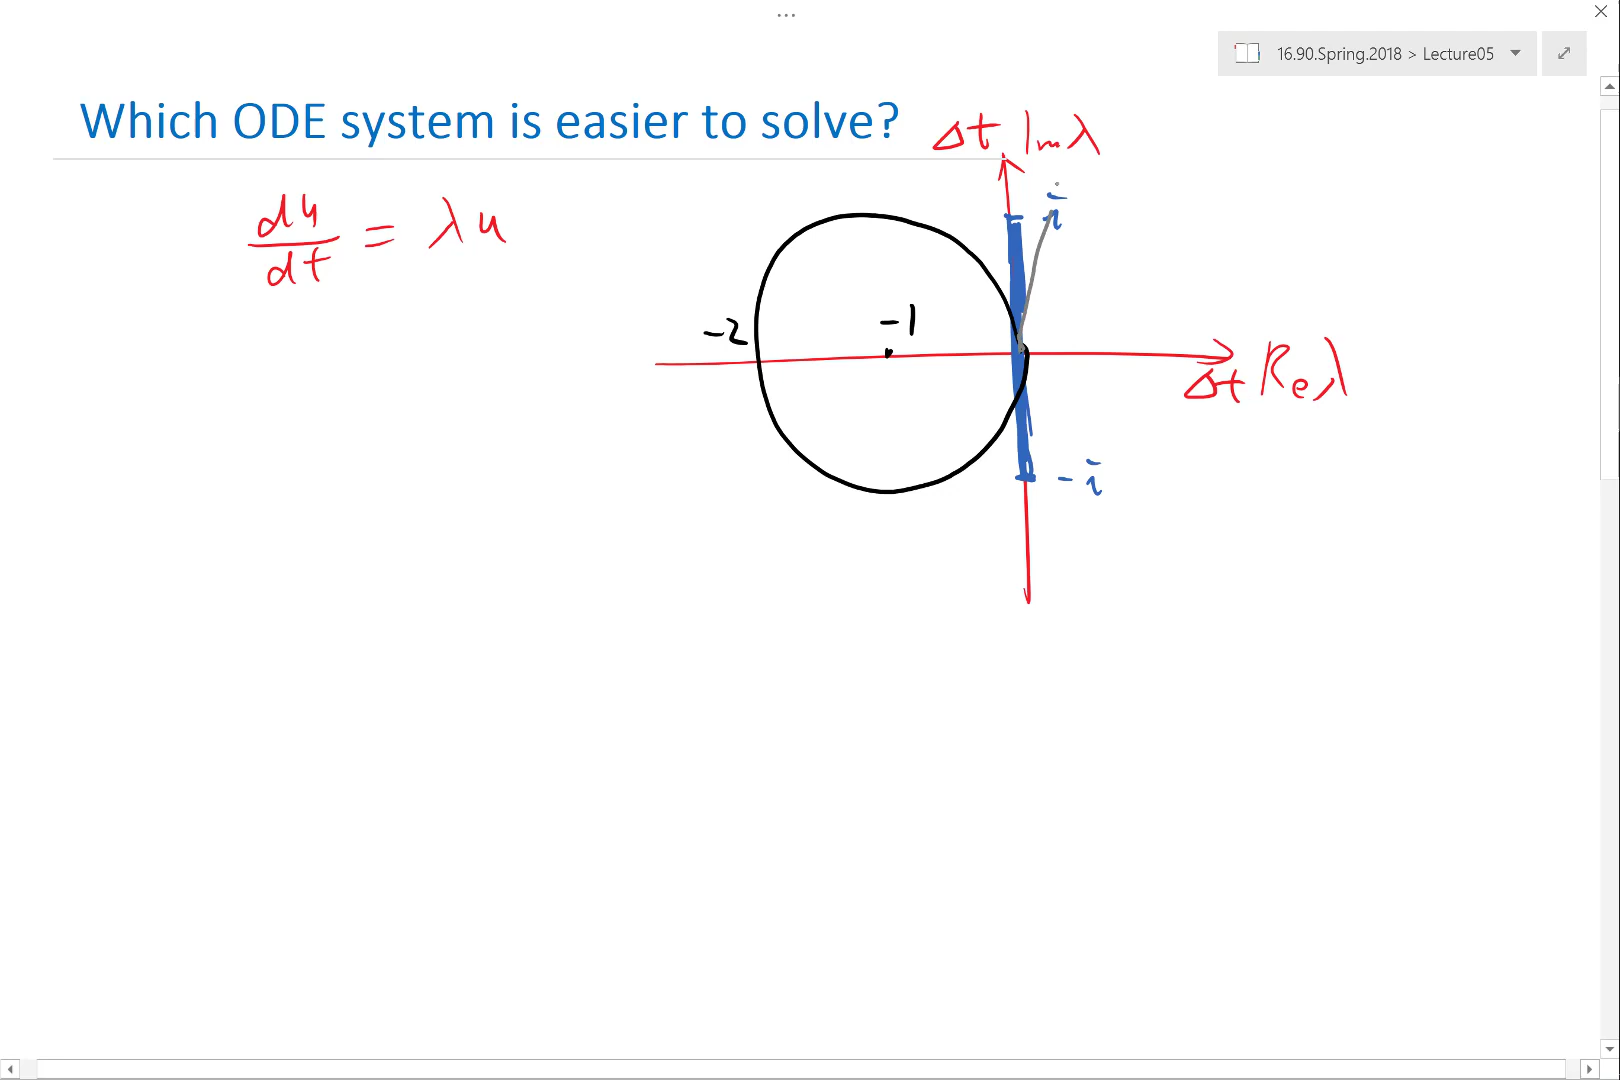 16.90.Spring.2018 > Lecture05
Which ODE system is easier to solve?
Δt Im λ
du/dt = λu
i
-1
-2
Δt Re λ
-i